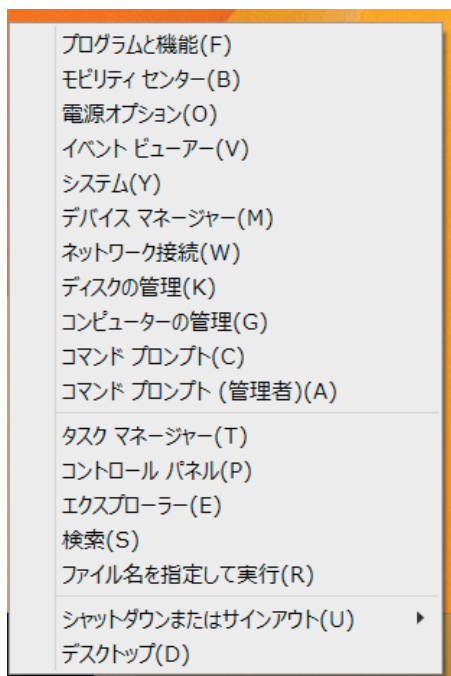 プログラムと機能(F)
モビリティ センター(B)
電源オプション(O)
イベント ビューアー(V)
システム(Y)
デバイス マネージャー(M)
ネットワーク接続(W)
ディスクの管理(K)
コンピューターの管理(G)
コマンド プロンプト(C)
コマンド プロンプト (管理者)(A)
タスク マネージャー(T)
コントロール パネル(P)
エクスプローラー(E)
検索(S)
ファイル名を指定して実行(R)
シャットダウンまたはサインアウト(U)
デスクトップ(D)